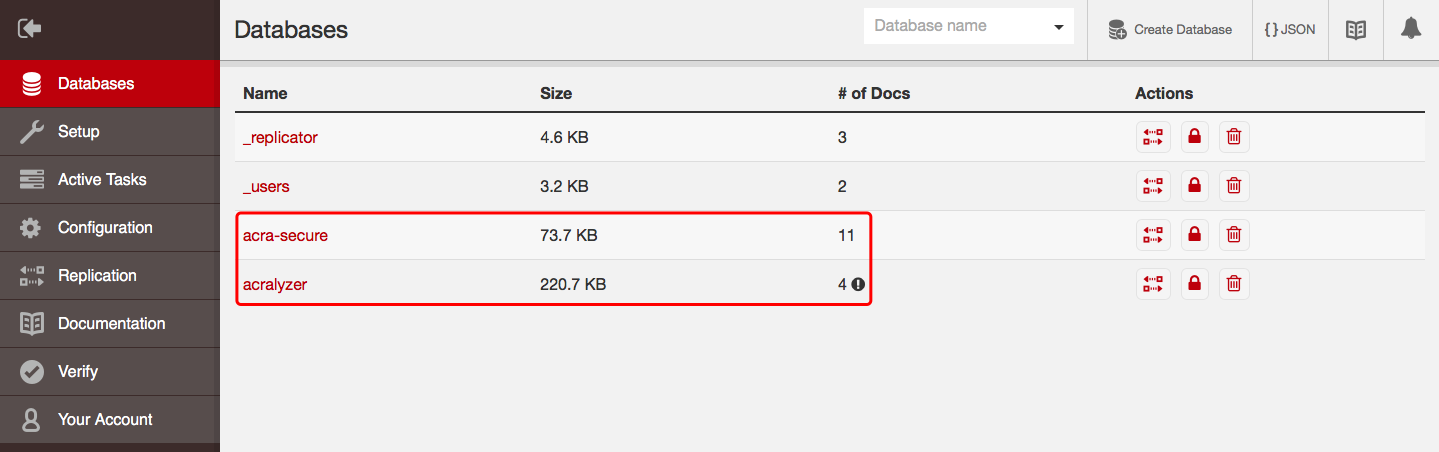 Databases
Database name
Create Database
{ } JSON
Databases
Setup
Active Tasks
Configuration
Replication
Documentation
Verify
Your Account
Name Size # of Docs Actions
_replicator 4.6 KB 3
_users 3.2 KB 2
acra-secure 73.7 KB 11
acralyzer 220.7 KB 4